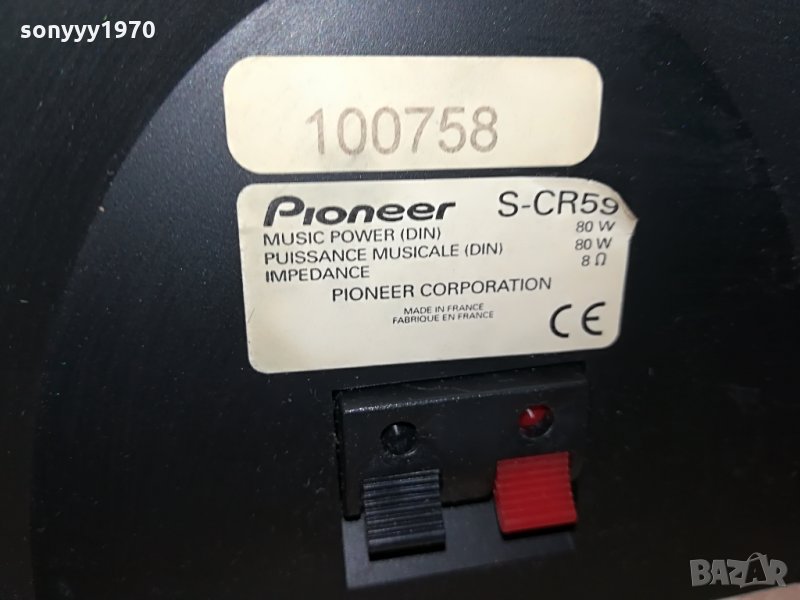 sonyyy1970
100758
Pioneer S-CR59
MUSIC POWER (DIN) 80 W
PUISSANCE MUSICALE (DIN) 80 W
IMPEDANCE 8 Ω
PIONEER CORPORATION
MADE IN FRANCE
FABRIQUE EN FRANCE
CE
BAZAR